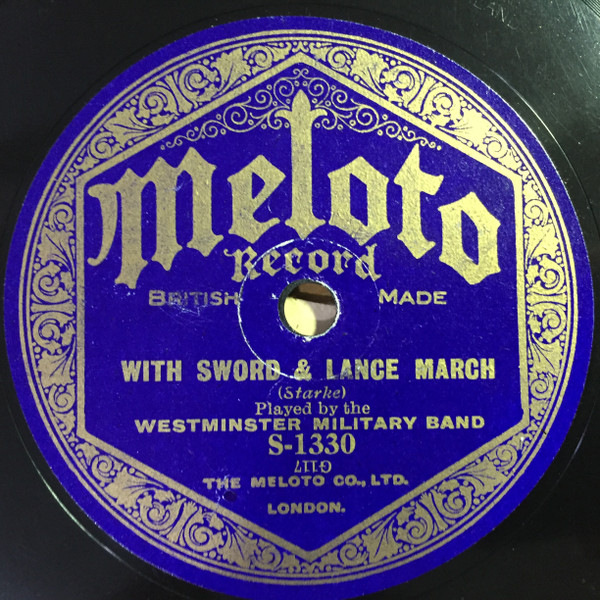 Meloto
Record
BRITISH MADE
WITH SWORD & LANCE MARCH
(Starke)
Played by the
WESTMINSTER MILITARY BAND
S-1330
G117
THE MELOTO CO., LTD.
LONDON.